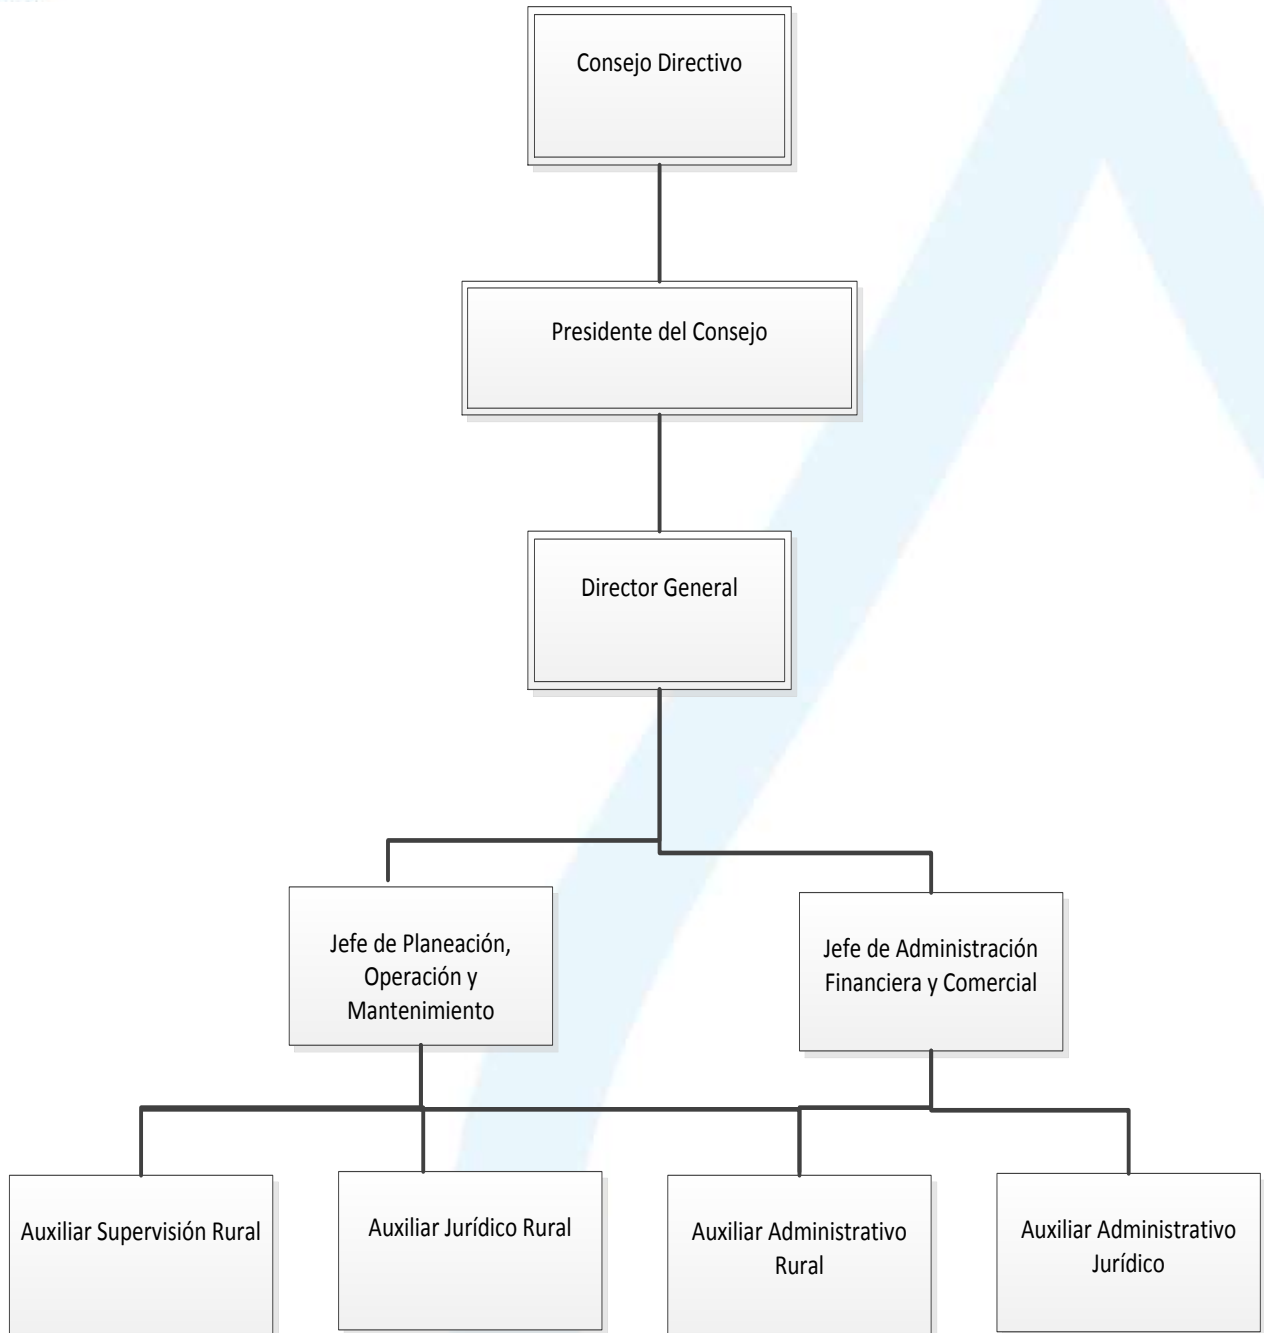 Consejo Directivo
Presidente del Consejo
Director General
Jefe de Planeación,
Operación y
Mantenimiento
Jefe de Administración
Financiera y Comercial
Auxiliar Supervisión Rural
Auxiliar Jurídico Rural
Auxiliar Administrativo
Rural
Auxiliar Administrativo
Jurídico